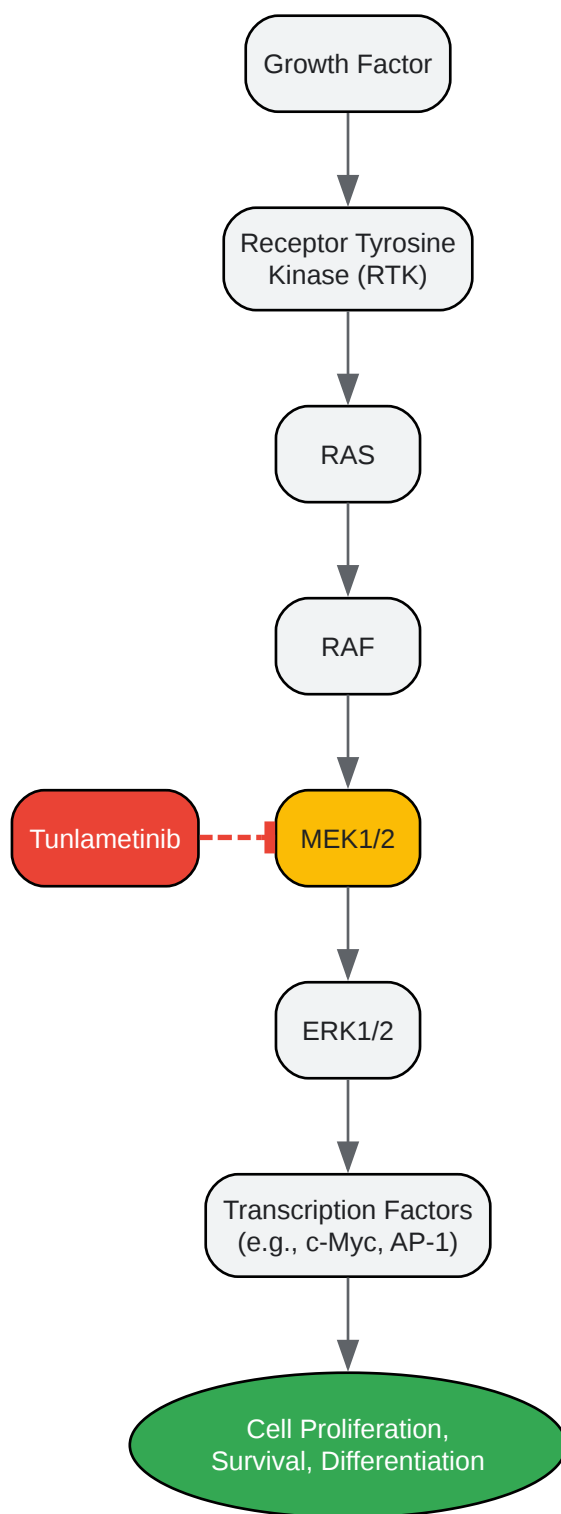 Growth Factor
Receptor Tyrosine
Kinase (RTK)
RAS
RAF
Tunlametinib
MEK1/2
ERK1/2
Transcription Factors
(e.g., c-Myc, AP-1)
Cell Proliferation,
Survival, Differentiation